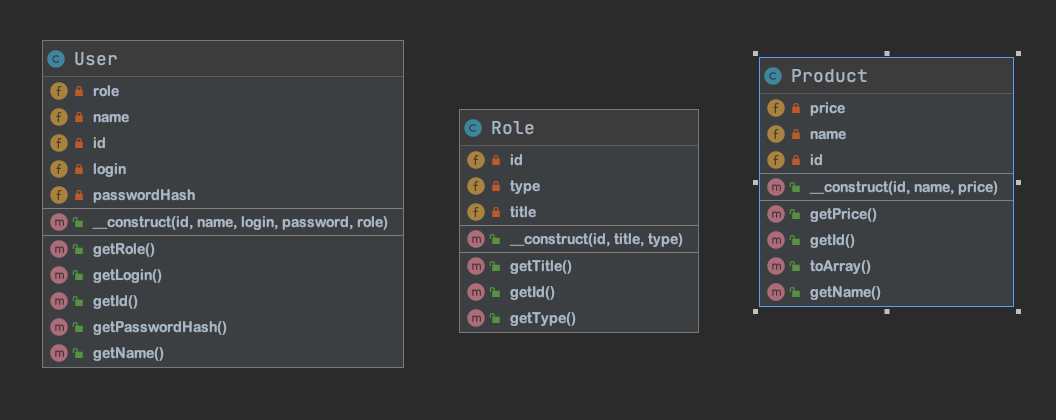 User
role
name
id
login
passwordHash
__construct(id, name, login, password, role)
getRole()
getLogin()
getId()
getPasswordHash()
getName()
Role
id
type
title
__construct(id, title, type)
getTitle()
getId()
getType()
Product
price
name
id
__construct(id, name, price)
getPrice()
getId()
toArray()
getName()